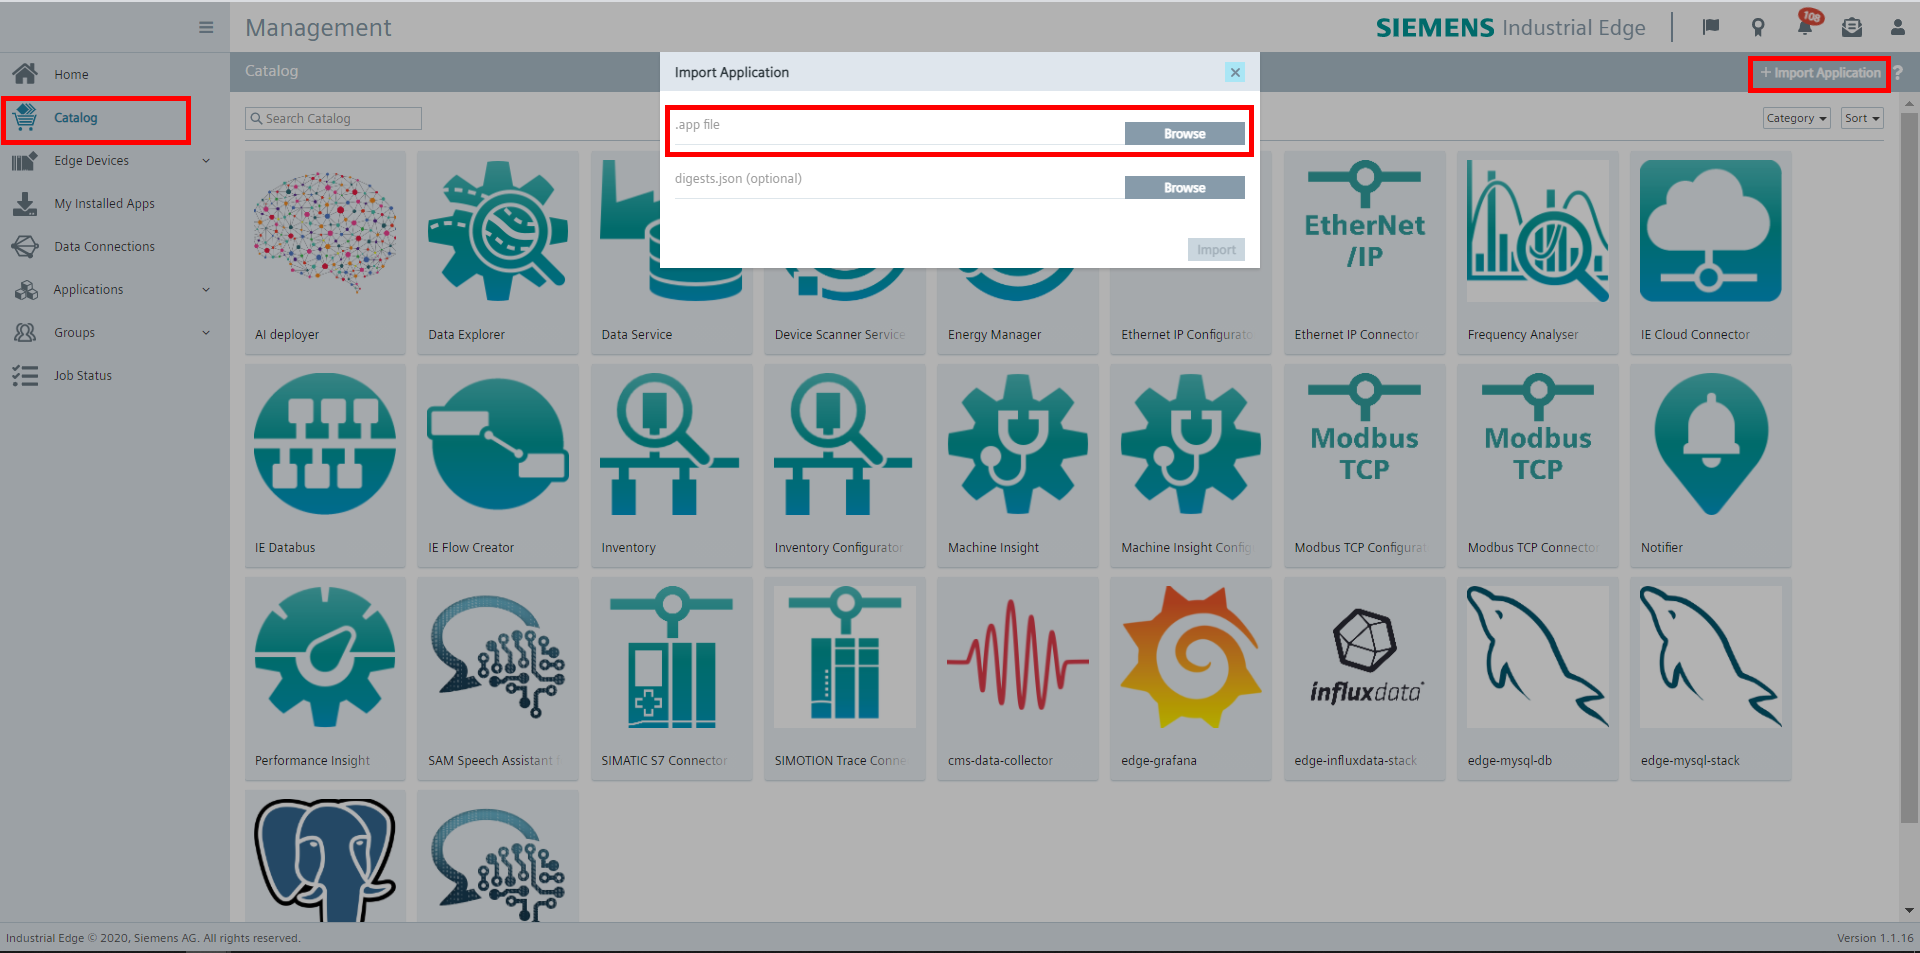 Management
SIEMENS Industrial Edge
108
Home
Catalog
Edge Devices
My Installed Apps
Data Connections
Applications
Groups
Job Status
Catalog
+ Import Application
?
Search Catalog
Category
Sort
Import Application
.app file
Browse
digests.json (optional)
Browse
Import
EtherNet
/IP
AI deployer
Data Explorer
Data Service
Device Scanner Service
Energy Manager
Ethernet IP Configurato
Ethernet IP Connector
Frequency Analyser
IE Cloud Connector
Modbus
TCP
Modbus
TCP
IE Databus
IE Flow Creator
Inventory
Inventory Configurator
Machine Insight
Machine Insight Config
Modbus TCP Configurat
Modbus TCP Connector
Notifier
influxdata
Performance Insight
SAM Speech Assistant
SIMATIC S7 Connector
SIMOTION Trace Conne
cms-data-collector
edge-grafana
edge-influxdata-stack
edge-mysql-db
edge-mysql-stack
Industrial Edge © 2020, Siemens AG. All rights reserved.
Version 1.1.16